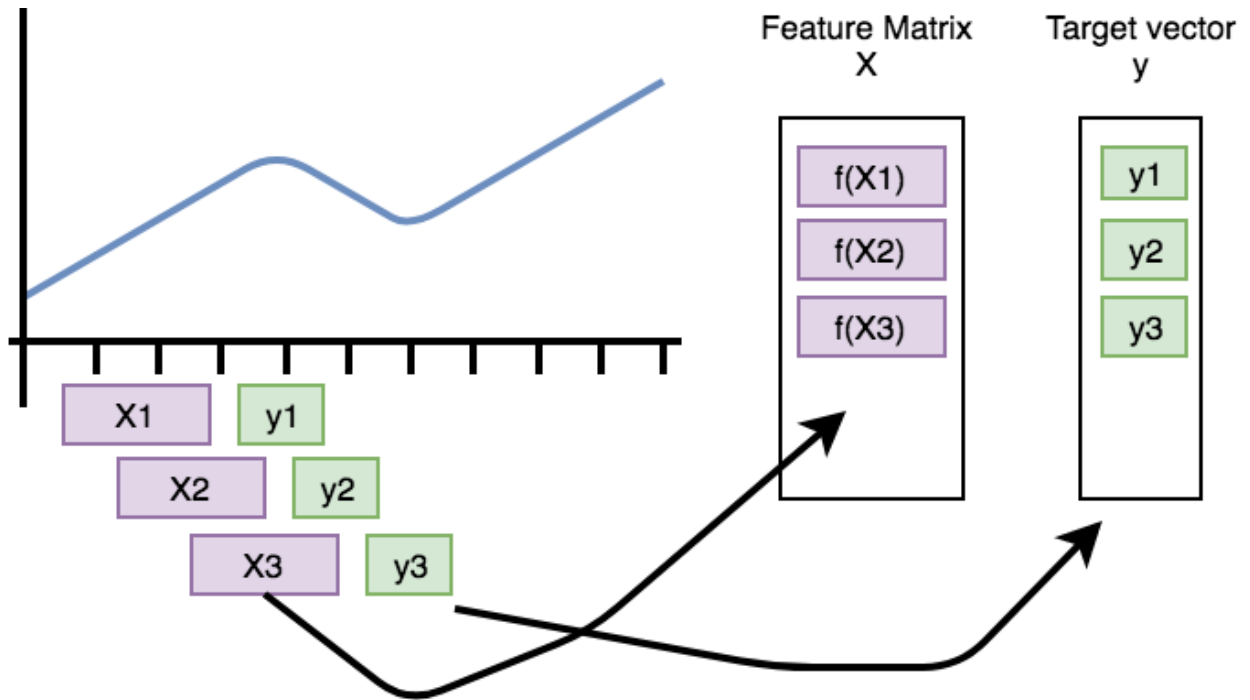 Feature Matrix
X
Target vector
y
f(X1)
y1
f(X2)
y2
f(X3)
y3
X1
y1
X2
y2
X3
y3